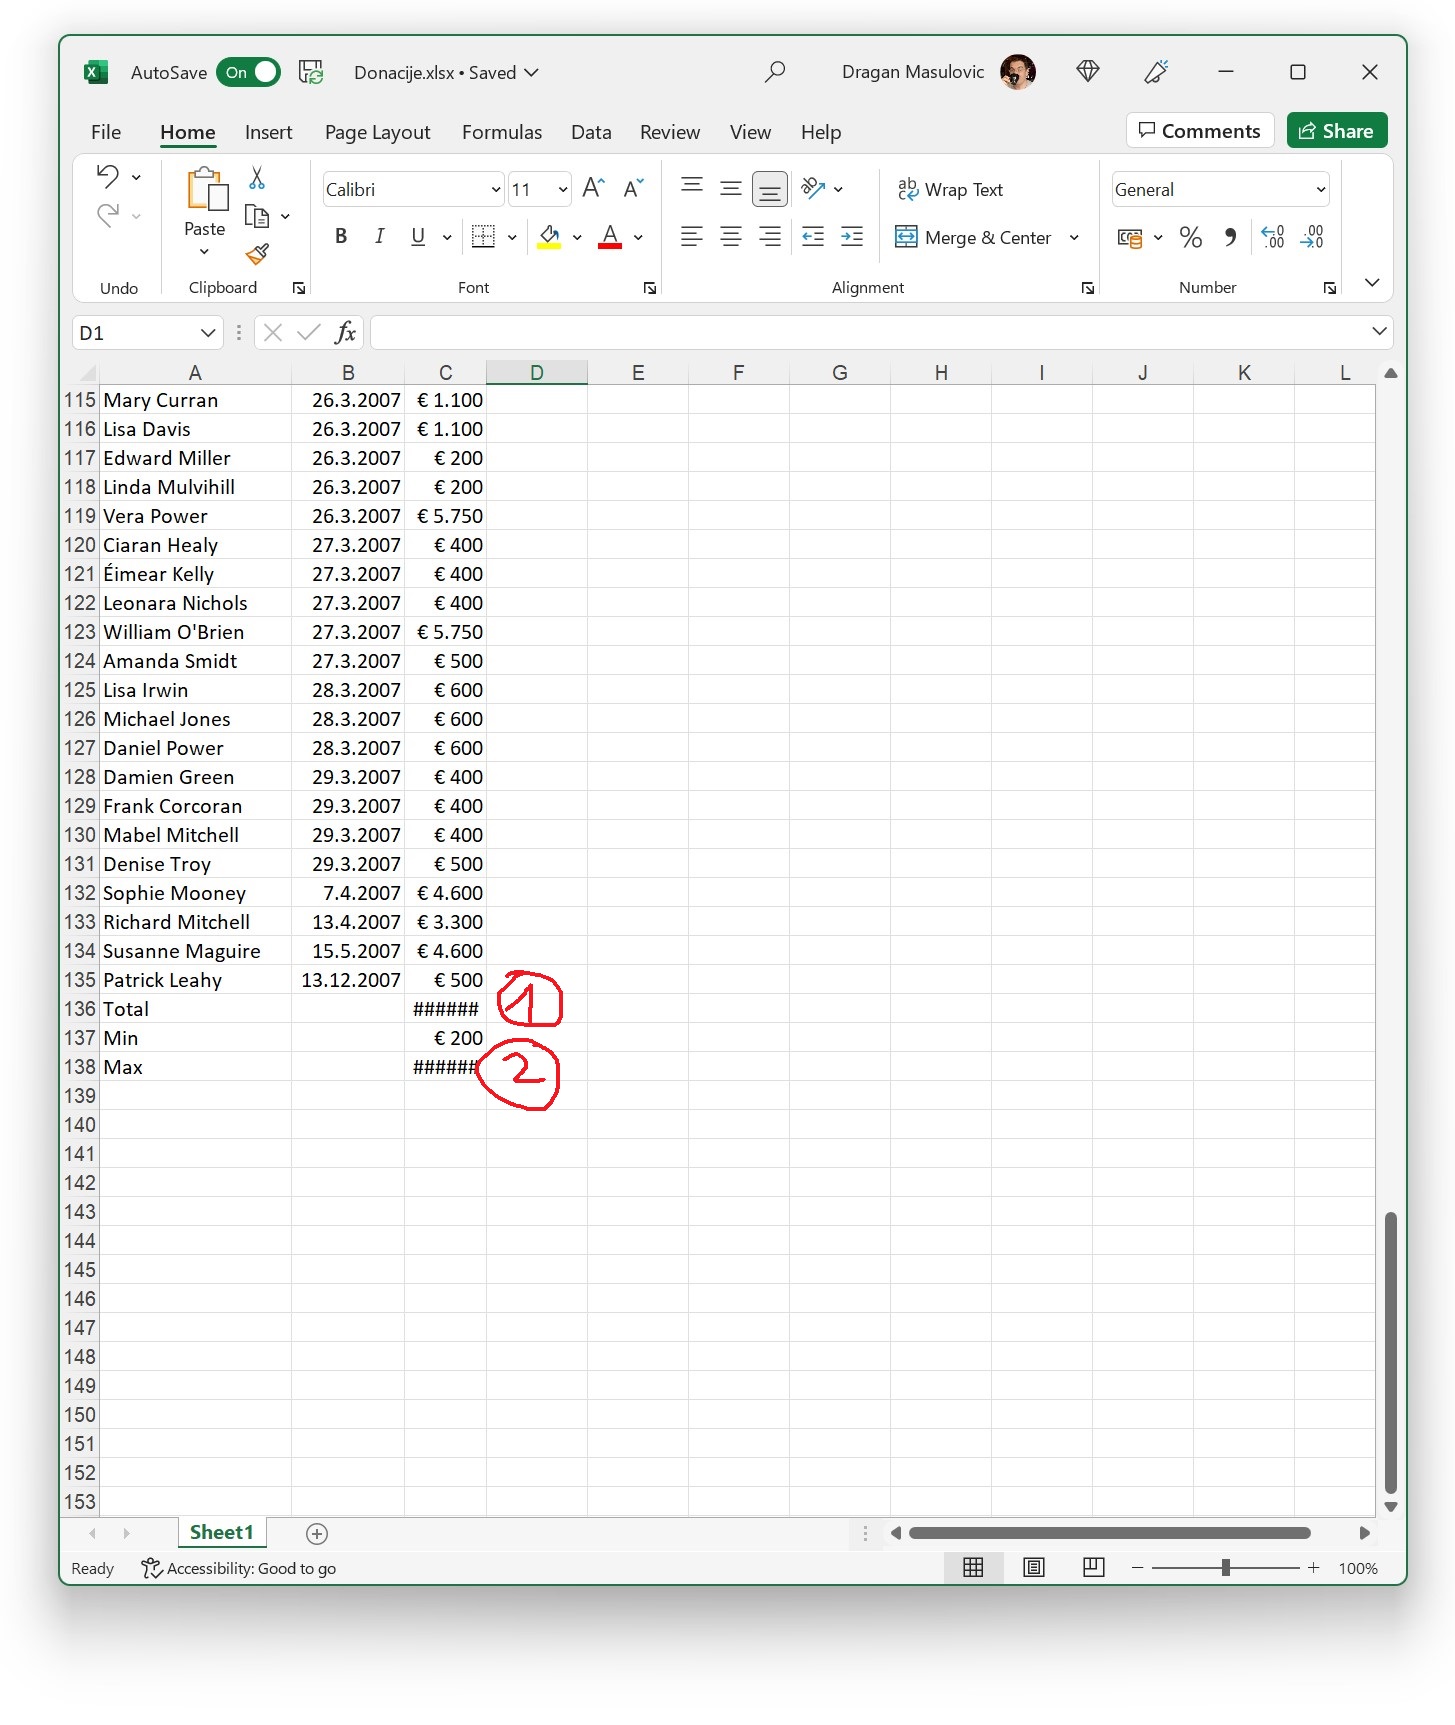 AutoSave On Donacije.xlsx • Saved Dragan Masulovic
File Home Insert Page Layout Formulas Data Review View Help Comments Share
Calibri 11 A A Wrap Text General
Paste B I U A Merge & Center % .00 .00
Undo Clipboard Font Alignment Number
D1 fx
A B C D E F G H I J K L
115 Mary Curran 26.3.2007 € 1.100
116 Lisa Davis 26.3.2007 € 1.100
117 Edward Miller 26.3.2007 € 200
118 Linda Mulvihill 26.3.2007 € 200
119 Vera Power 26.3.2007 € 5.750
120 Ciaran Healy 27.3.2007 € 400
121 Éimear Kelly 27.3.2007 € 400
122 Leonara Nichols 27.3.2007 € 400
123 William O'Brien 27.3.2007 € 5.750
124 Amanda Smidt 27.3.2007 € 500
125 Lisa Irwin 28.3.2007 € 600
126 Michael Jones 28.3.2007 € 600
127 Daniel Power 28.3.2007 € 600
128 Damien Green 29.3.2007 € 400
129 Frank Corcoran 29.3.2007 € 400
130 Mabel Mitchell 29.3.2007 € 400
131 Denise Troy 29.3.2007 € 500
132 Sophie Mooney 7.4.2007 € 4.600
133 Richard Mitchell 13.4.2007 € 3.300
134 Susanne Maguire 15.5.2007 € 4.600
135 Patrick Leahy 13.12.2007 € 500
136 Total ###### 1
137 Min € 200
138 Max ###### 2
139
140
141
142
143
144
145
146
147
148
149
150
151
152
153
Sheet1
Ready Accessibility: Good to go 100%